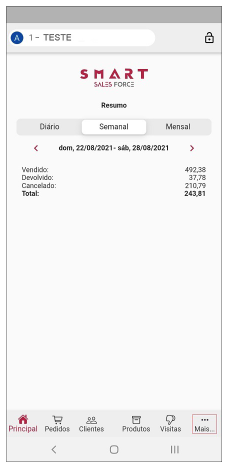 A 1 - TESTE
SMART
SALES FORCE
Resumo
Diário Semanal Mensal
dom, 22/08/2021- sáb, 28/08/2021
Vendido: 492,38
Devolvido: 37,78
Cancelado: 210,79
Total: 243,81
Principal Pedidos Clientes Produtos Visitas Mais...